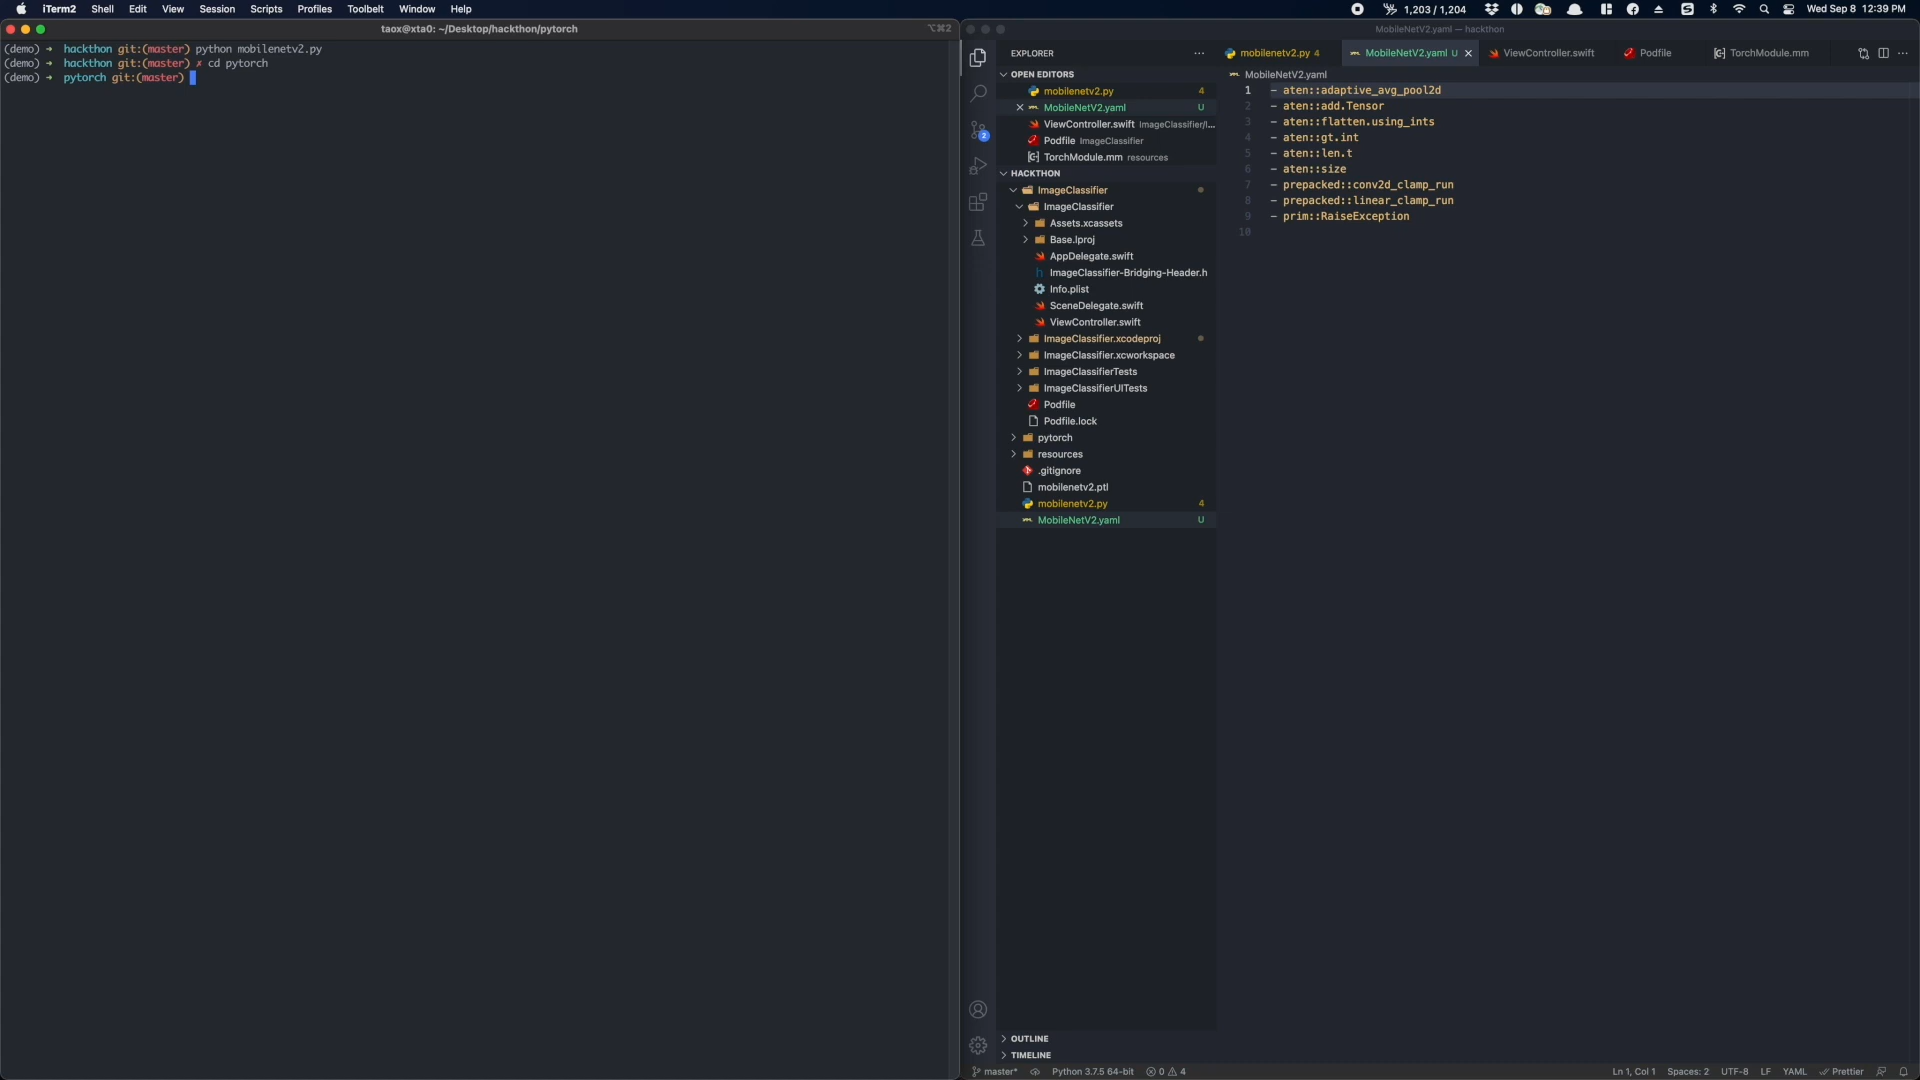 iTerm2 Shell Edit View Session Scripts Profiles Toolbelt Window Help 1,203 / 1,204 Wed Sep 8 12:39 PM
taox@xta0: ~/Desktop/hackthon/pytorch ⌥⌘2
(demo) → hackthon git:(master) python mobilenetv2.py
(demo) → hackthon git:(master) ✗ cd pytorch
(demo) → pytorch git:(master)
MobileNetV2.yaml — hackthon
EXPLORER ...
OPEN EDITORS
mobilenetv2.py 4
MobileNetV2.yaml U
ViewController.swift ImageClassifier/I...
Podfile ImageClassifier
TorchModule.mm resources
HACKTHON
ImageClassifier
ImageClassifier
Assets.xcassets
Base.lproj
AppDelegate.swift
h ImageClassifier-Bridging-Header.h
Info.plist
SceneDelegate.swift
ViewController.swift
ImageClassifier.xcodeproj
ImageClassifier.xcworkspace
ImageClassifierTests
ImageClassifierUITests
Podfile
Podfile.lock
pytorch
resources
.gitignore
mobilenetv2.ptl
mobilenetv2.py 4
MobileNetV2.yaml U
OUTLINE
TIMELINE
mobilenetv2.py 4 MobileNetV2.yaml U ViewController.swift Podfile TorchModule.mm
MobileNetV2.yaml
1 - aten::adaptive_avg_pool2d
2 - aten::add.Tensor
3 - aten::flatten.using_ints
4 - aten::gt.int
5 - aten::len.t
6 - aten::size
7 - prepacked::conv2d_clamp_run
8 - prepacked::linear_clamp_run
9 - prim::RaiseException
10
master* Python 3.7.5 64-bit 0 4 Ln 1, Col 1 Spaces: 2 UTF-8 LF YAML Prettier